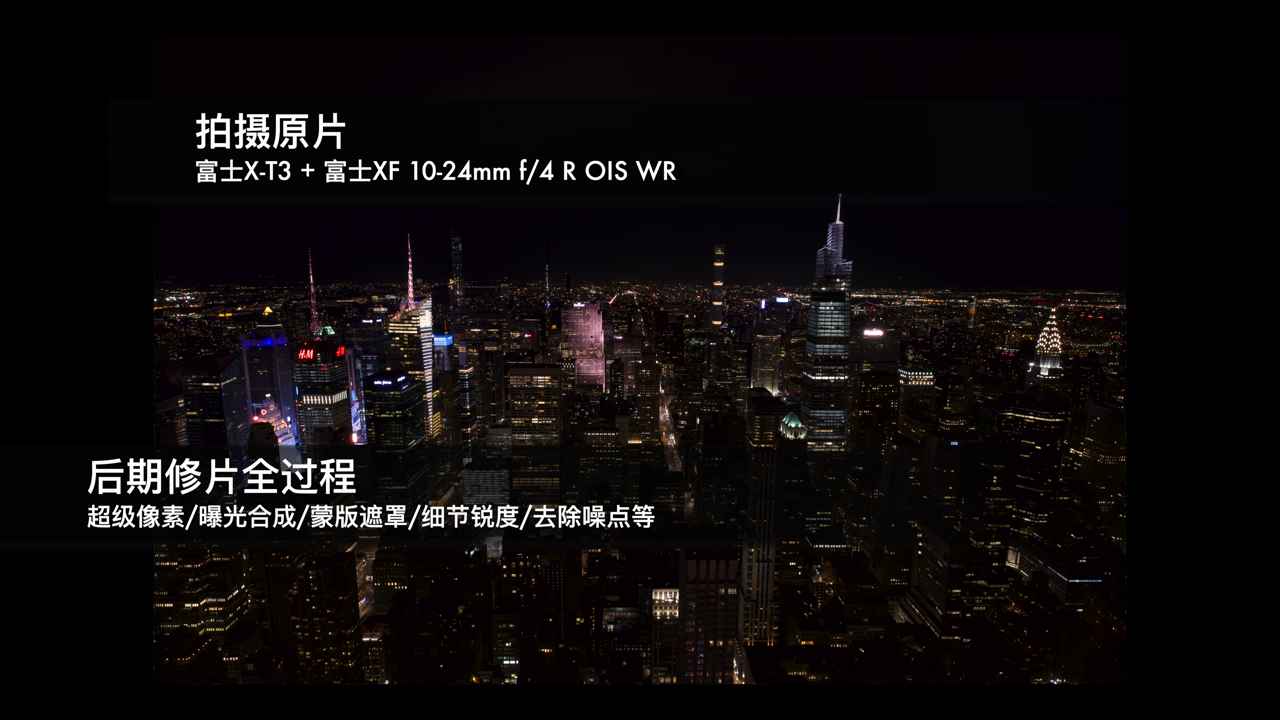 拍摄原片
富士X-T3 + 富士XF 10-24mm f/4 R OIS WR
H&M
后期修片全过程
超级像素/曝光合成/蒙版遮罩/细节锐度/去除噪点等